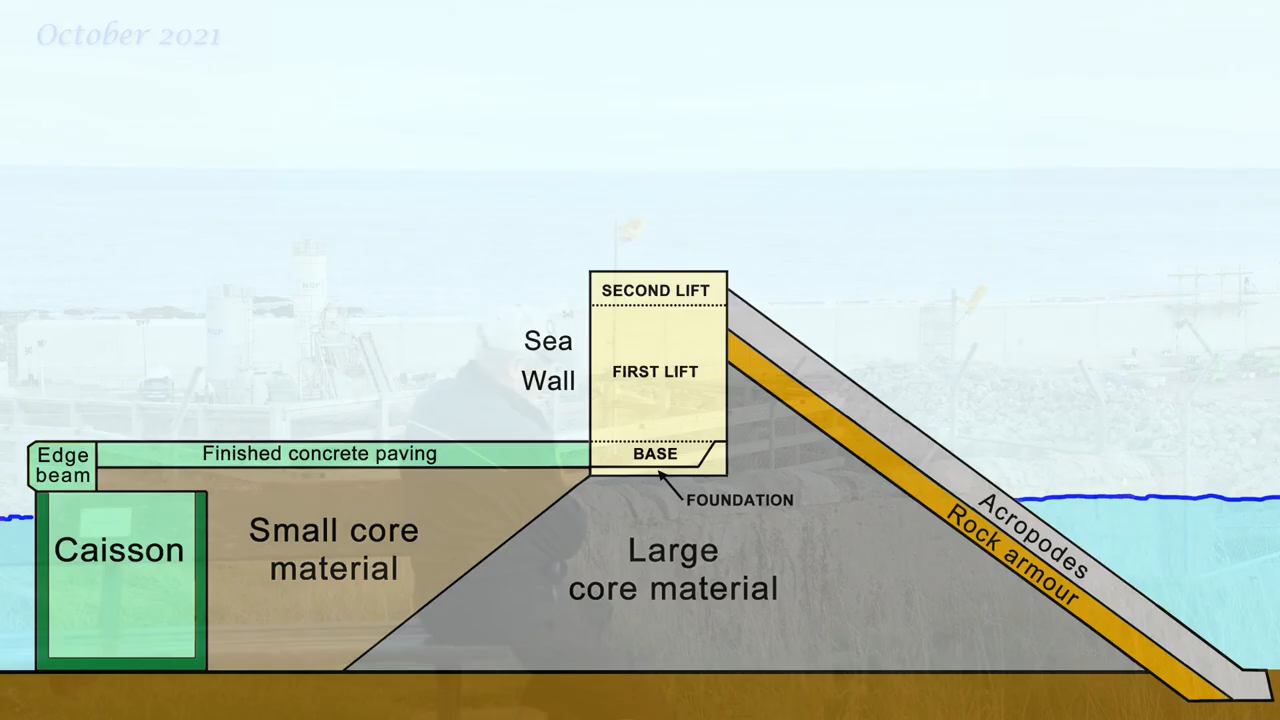 October 2021
SECOND LIFT
Sea
Wall
FIRST LIFT
Edge
beam
Finished concrete paving
BASE
FOUNDATION
Caisson
Small core
material
Large
core material
Acropodes
Rock armour